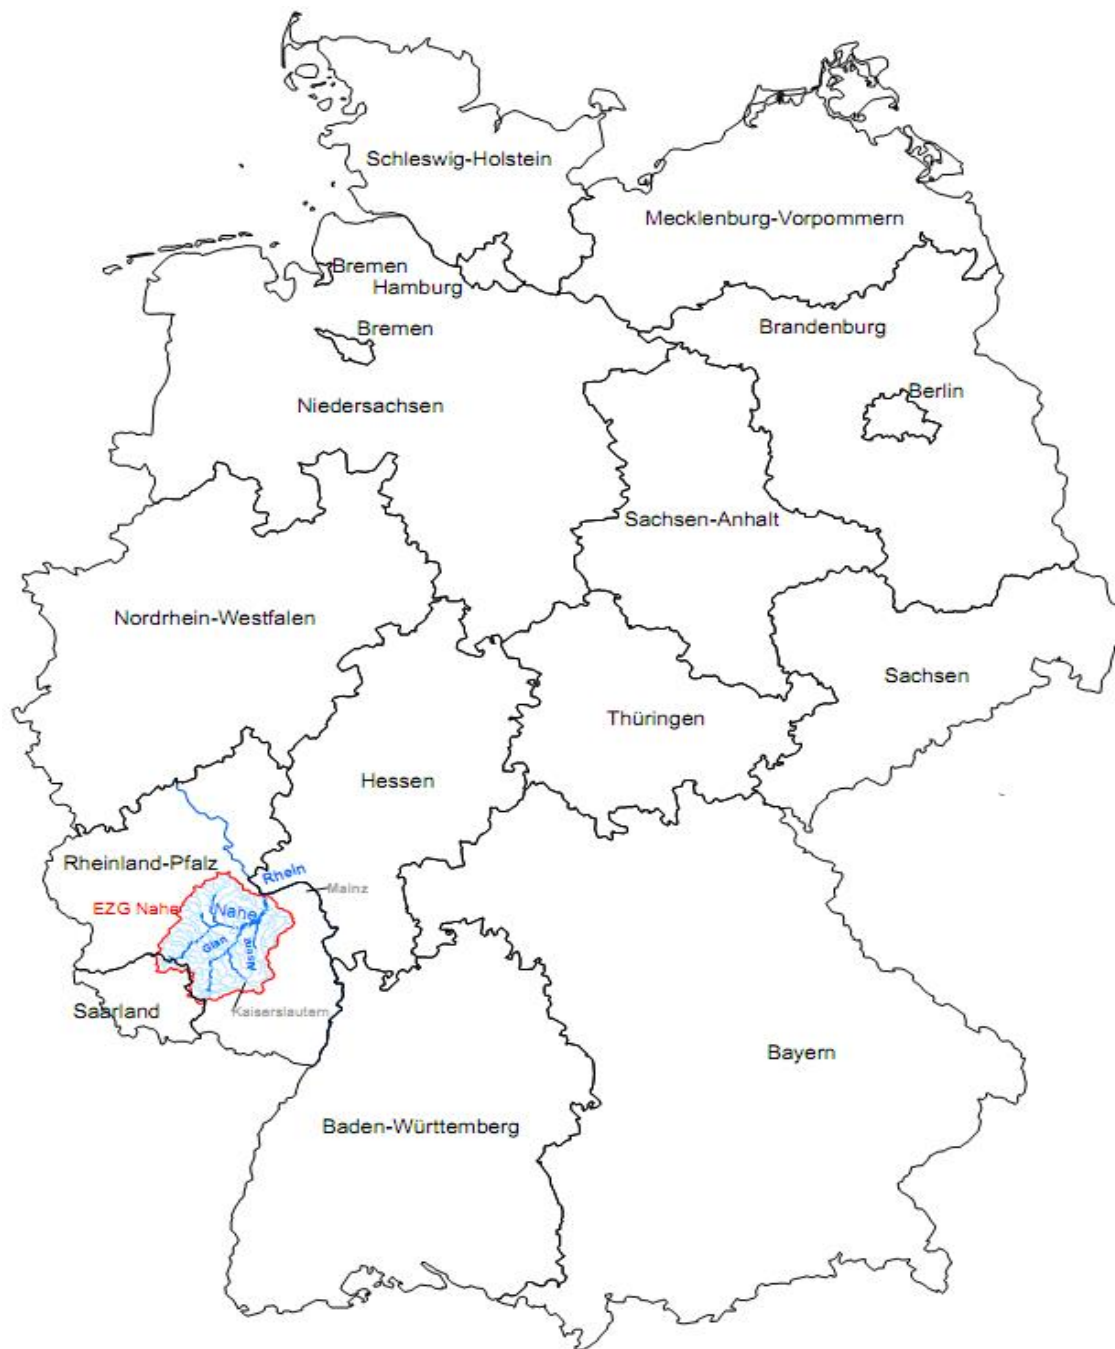 Schleswig-Holstein
Mecklenburg-Vorpommern
Bremen
Hamburg
Bremen
Brandenburg
Berlin
Niedersachsen
Sachsen-Anhalt
Nordrhein-Westfalen
Sachsen
Thüringen
Hessen
Rheinland-Pfalz
Rhein
Mainz
EZG Nahe
Nahe
Glan
Alsenz
Saarland
Kaiserslautern
Bayern
Baden-Württemberg